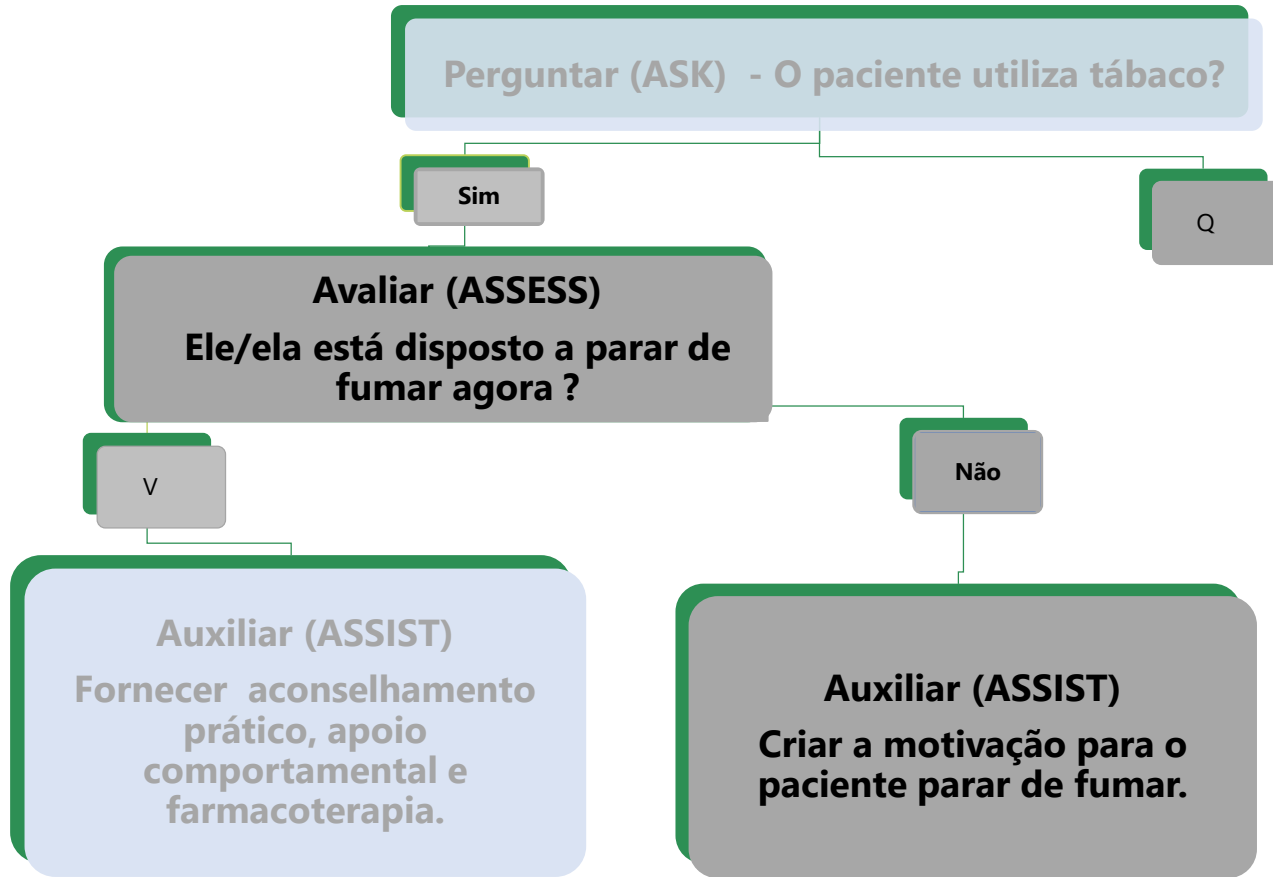 Perguntar (ASK) - O paciente utiliza tábaco?
Sim
Q
Avaliar (ASSESS)
Ele/ela está disposto a parar de
fumar agora ?
V
Não
Auxiliar (ASSIST)
Fornecer aconselhamento
prático, apoio
comportamental e
farmacoterapia.
Auxiliar (ASSIST)
Criar a motivação para o
paciente parar de fumar.